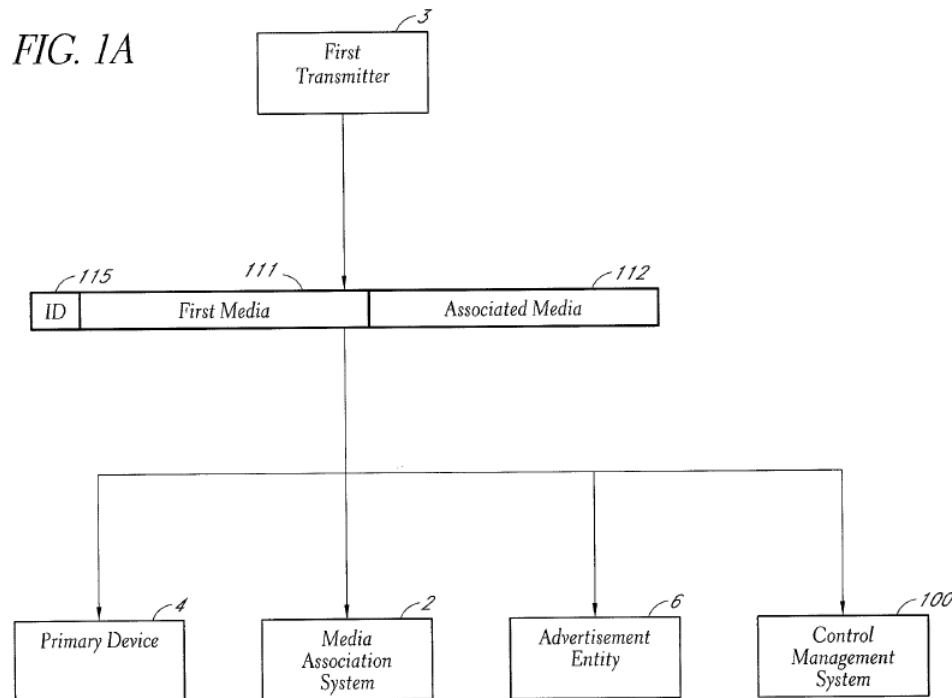 FIG. 1A
3
First
Transmitter
115
111
112
ID
First Media
Associated Media
4
2
6
100
Primary Device
Media
Association
System
Advertisement
Entity
Control
Management
System